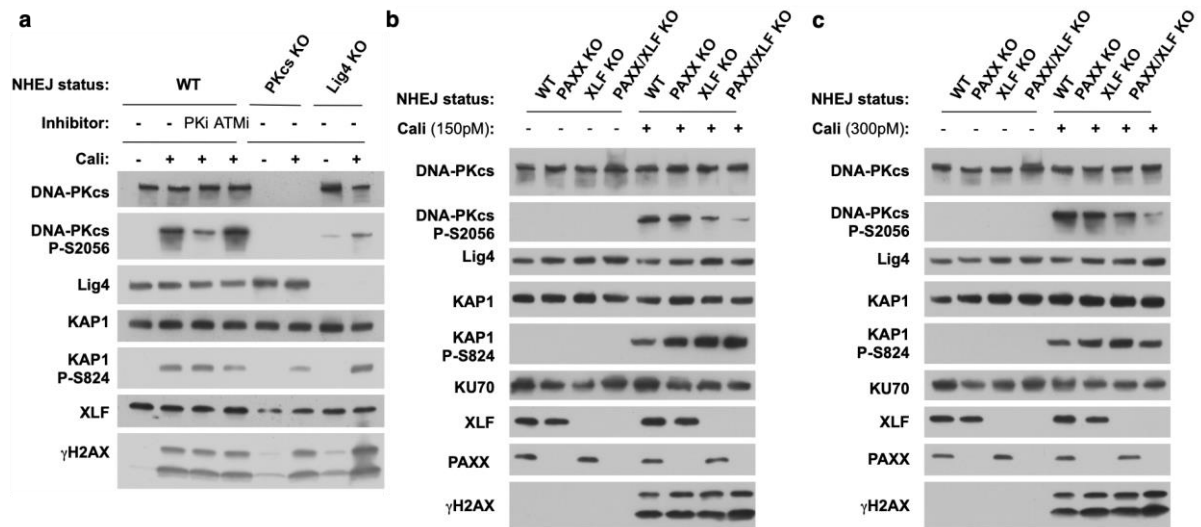 a
NHEJ status: WT PKcs KO Lig4 KO
Inhibitor: - - PKi ATMi - - - -
Cali: - + + + - + - +
DNA-PKcs
DNA-PKcs
P-S2056
Lig4
KAP1
KAP1
P-S824
XLF
γH2AX
b
NHEJ status: WT PAXX KO XLF KO PAXX/XLF KO WT PAXX KO XLF KO PAXX/XLF KO
Cali (150pM): - - - - + + + +
DNA-PKcs
DNA-PKcs
P-S2056
Lig4
KAP1
KAP1
P-S824
KU70
XLF
PAXX
γH2AX
c
NHEJ status: WT PAXX KO XLF KO PAXX/XLF KO WT PAXX KO XLF KO PAXX/XLF KO
Cali (300pM): - - - - + + + +
DNA-PKcs
DNA-PKcs
P-S2056
Lig4
KAP1
KAP1
P-S824
KU70
XLF
PAXX
γH2AX